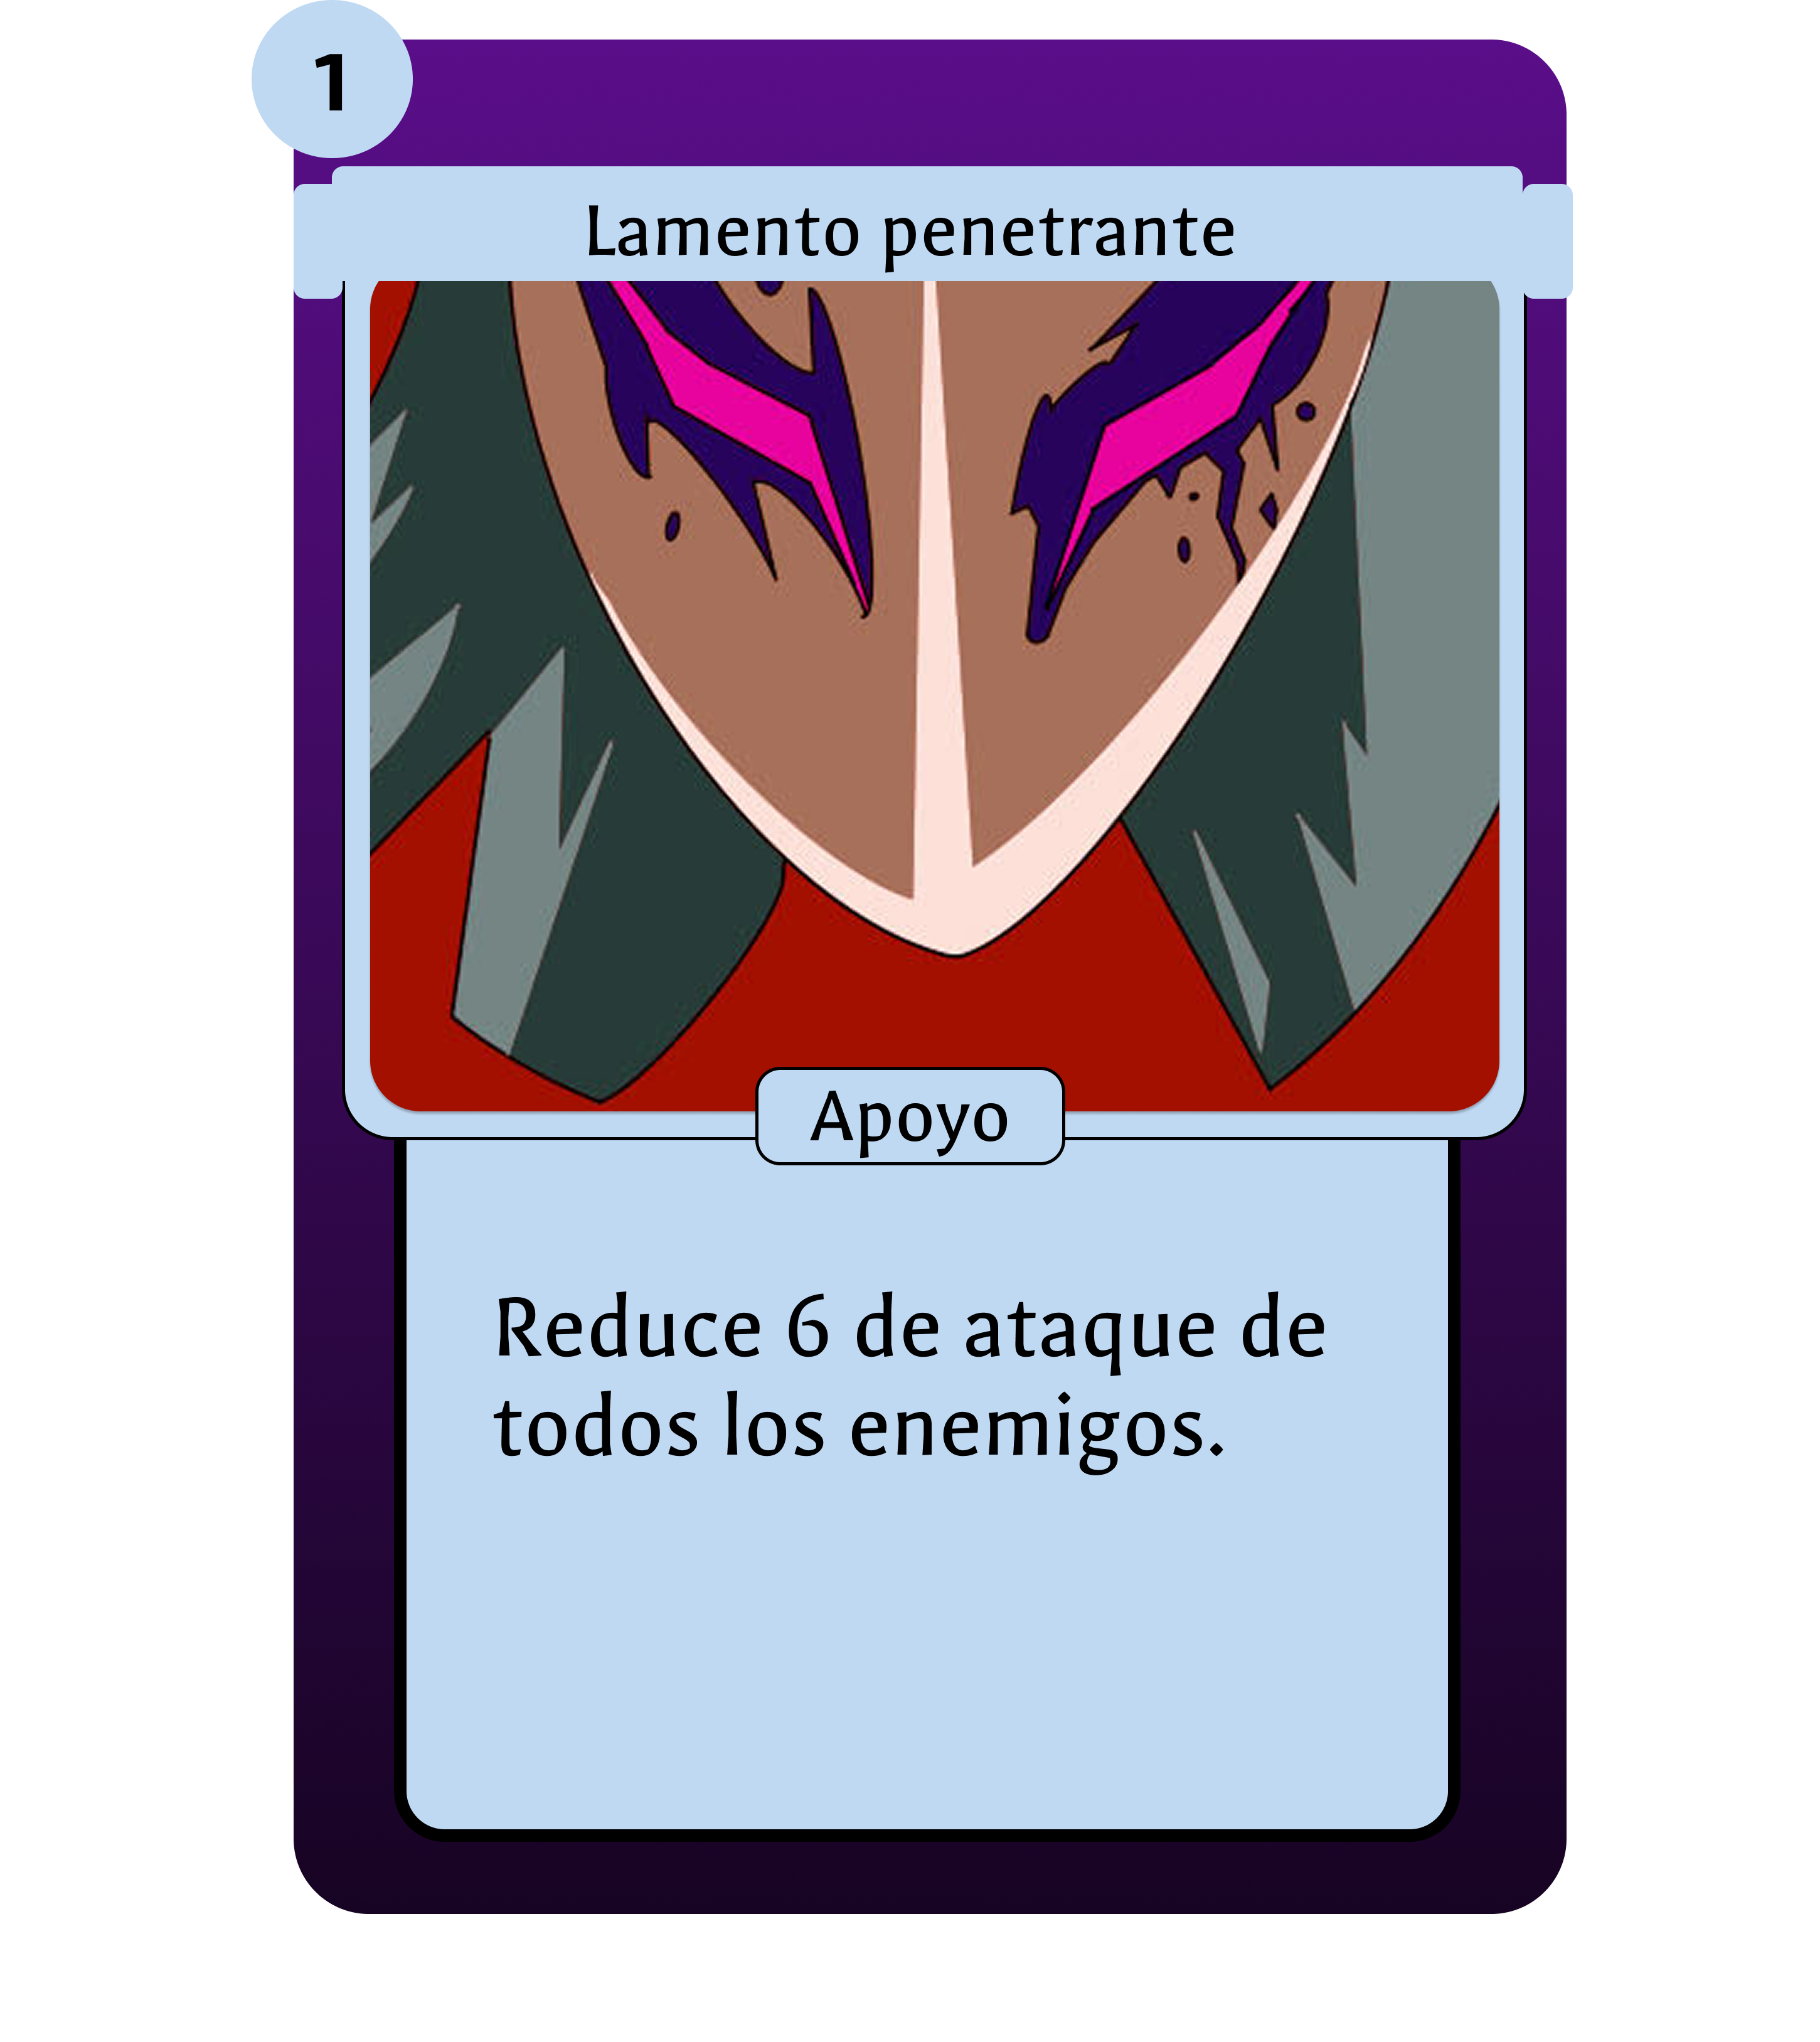 1
Lamento penetrante
Apoyo
Reduce 6 de ataque de
todos los enemigos.